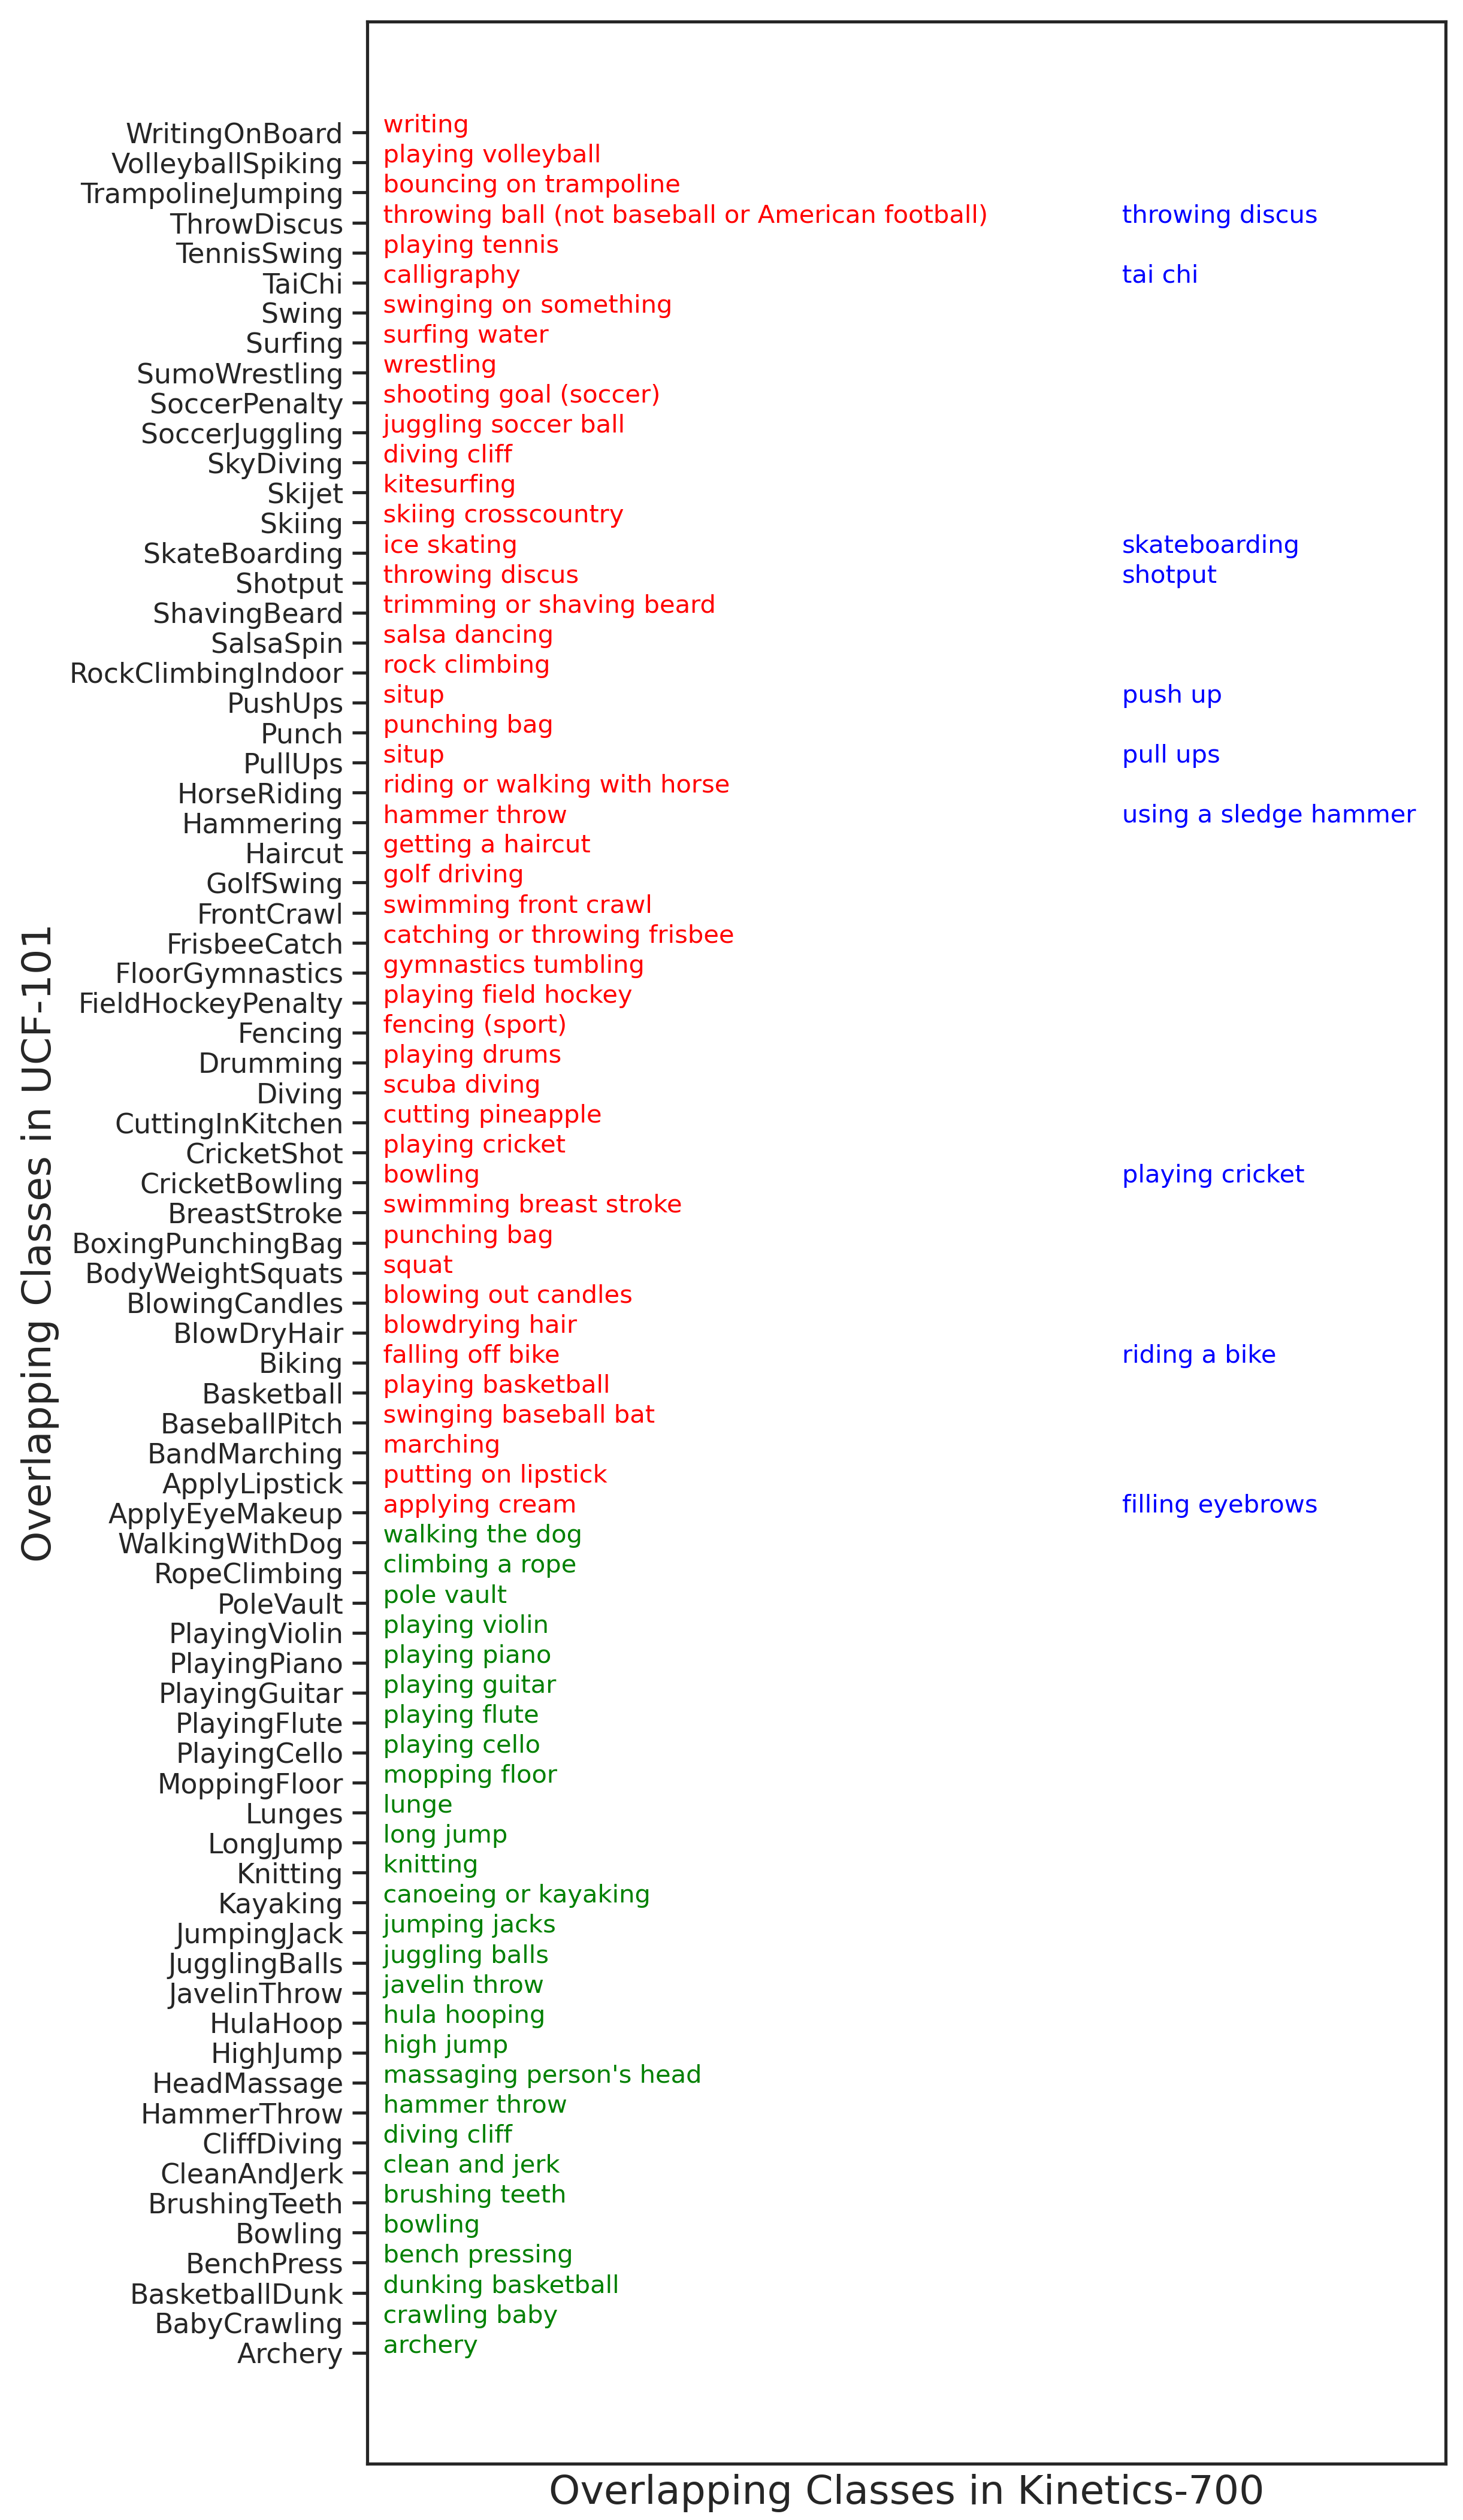 WritingOnBoard writing
VolleyballSpiking playing volleyball
TrampolineJumping bouncing on trampoline
ThrowDiscus throwing ball (not baseball or American football) throwing discus
TennisSwing playing tennis
TaiChi calligraphy tai chi
Swing swinging on something
Surfing surfing water
SumoWrestling wrestling
SoccerPenalty shooting goal (soccer)
SoccerJuggling juggling soccer ball
SkyDiving diving cliff
Skijet kitesurfing
Skiing skiing crosscountry
SkateBoarding ice skating skateboarding
Shotput throwing discus shotput
ShavingBeard trimming or shaving beard
SalsaSpin salsa dancing
RockClimbingIndoor rock climbing
PushUps situp push up
Punch punching bag
PullUps situp pull ups
HorseRiding riding or walking with horse
Hammering hammer throw using a sledge hammer
Haircut getting a haircut
GolfSwing golf driving
FrontCrawl swimming front crawl
FrisbeeCatch catching or throwing frisbee
FloorGymnastics gymnastics tumbling
FieldHockeyPenalty playing field hockey
Fencing fencing (sport)
Drumming playing drums
Diving scuba diving
CuttingInKitchen cutting pineapple
CricketShot playing cricket
CricketBowling bowling playing cricket
BreastStroke swimming breast stroke
BoxingPunchingBag punching bag
BodyWeightSquats squat
BlowingCandles blowing out candles
BlowDryHair blowdrying hair
Biking falling off bike riding a bike
Basketball playing basketball
BaseballPitch swinging baseball bat
BandMarching marching
ApplyLipstick putting on lipstick
ApplyEyeMakeup applying cream filling eyebrows
WalkingWithDog walking the dog
RopeClimbing climbing a rope
PoleVault pole vault
PlayingViolin playing violin
PlayingPiano playing piano
PlayingGuitar playing guitar
PlayingFlute playing flute
PlayingCello playing cello
MoppingFloor mopping floor
Lunges lunge
LongJump long jump
Knitting knitting
Kayaking canoeing or kayaking
JumpingJack jumping jacks
JugglingBalls juggling balls
JavelinThrow javelin throw
HulaHoop hula hooping
HighJump high jump
HeadMassage massaging person's head
HammerThrow hammer throw
CliffDiving diving cliff
CleanAndJerk clean and jerk
BrushingTeeth brushing teeth
Bowling bowling
BenchPress bench pressing
BasketballDunk dunking basketball
BabyCrawling crawling baby
Archery archery
Overlapping Classes in UCF-101
Overlapping Classes in Kinetics-700